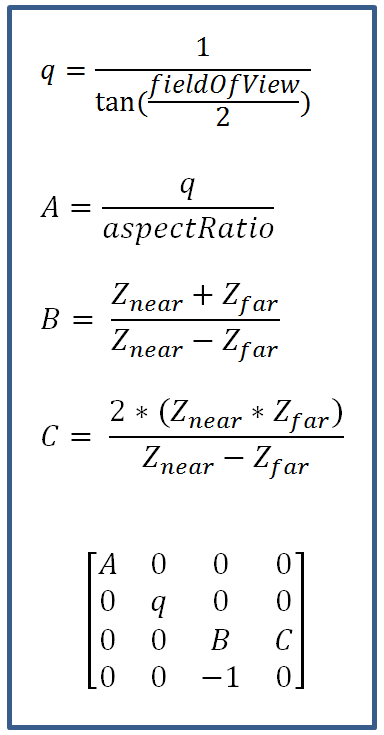 q = 1 / tan(fieldOfView / 2)
A = q / aspectRatio
B = Z_near + Z_far / Z_near − Z_far
C = 2 * (Z_near * Z_far) / Z_near − Z_far
[A 0 0 0
0 q 0 0
0 0 B C
0 0 −1 0]